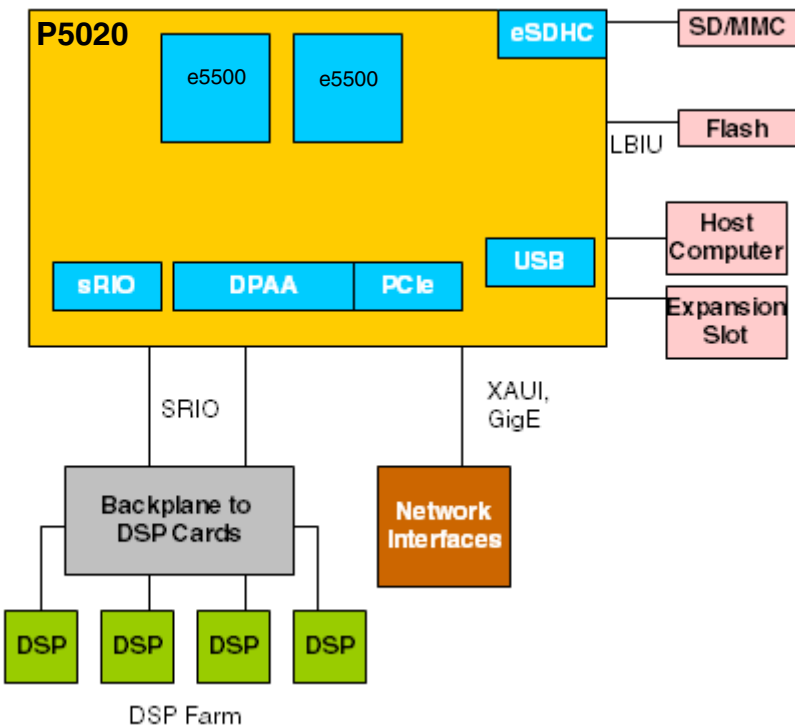 P5020
e5500
e5500
eSDHC
SD/MMC
Flash
LBIU
Host
Computer
USB
Expansion
Slot
sRIO
DPAA
PCIe
SRIO
XAUI,
GigE
Backplane to
DSP Cards
Network
Interfaces
DSP
DSP
DSP
DSP
DSP Farm